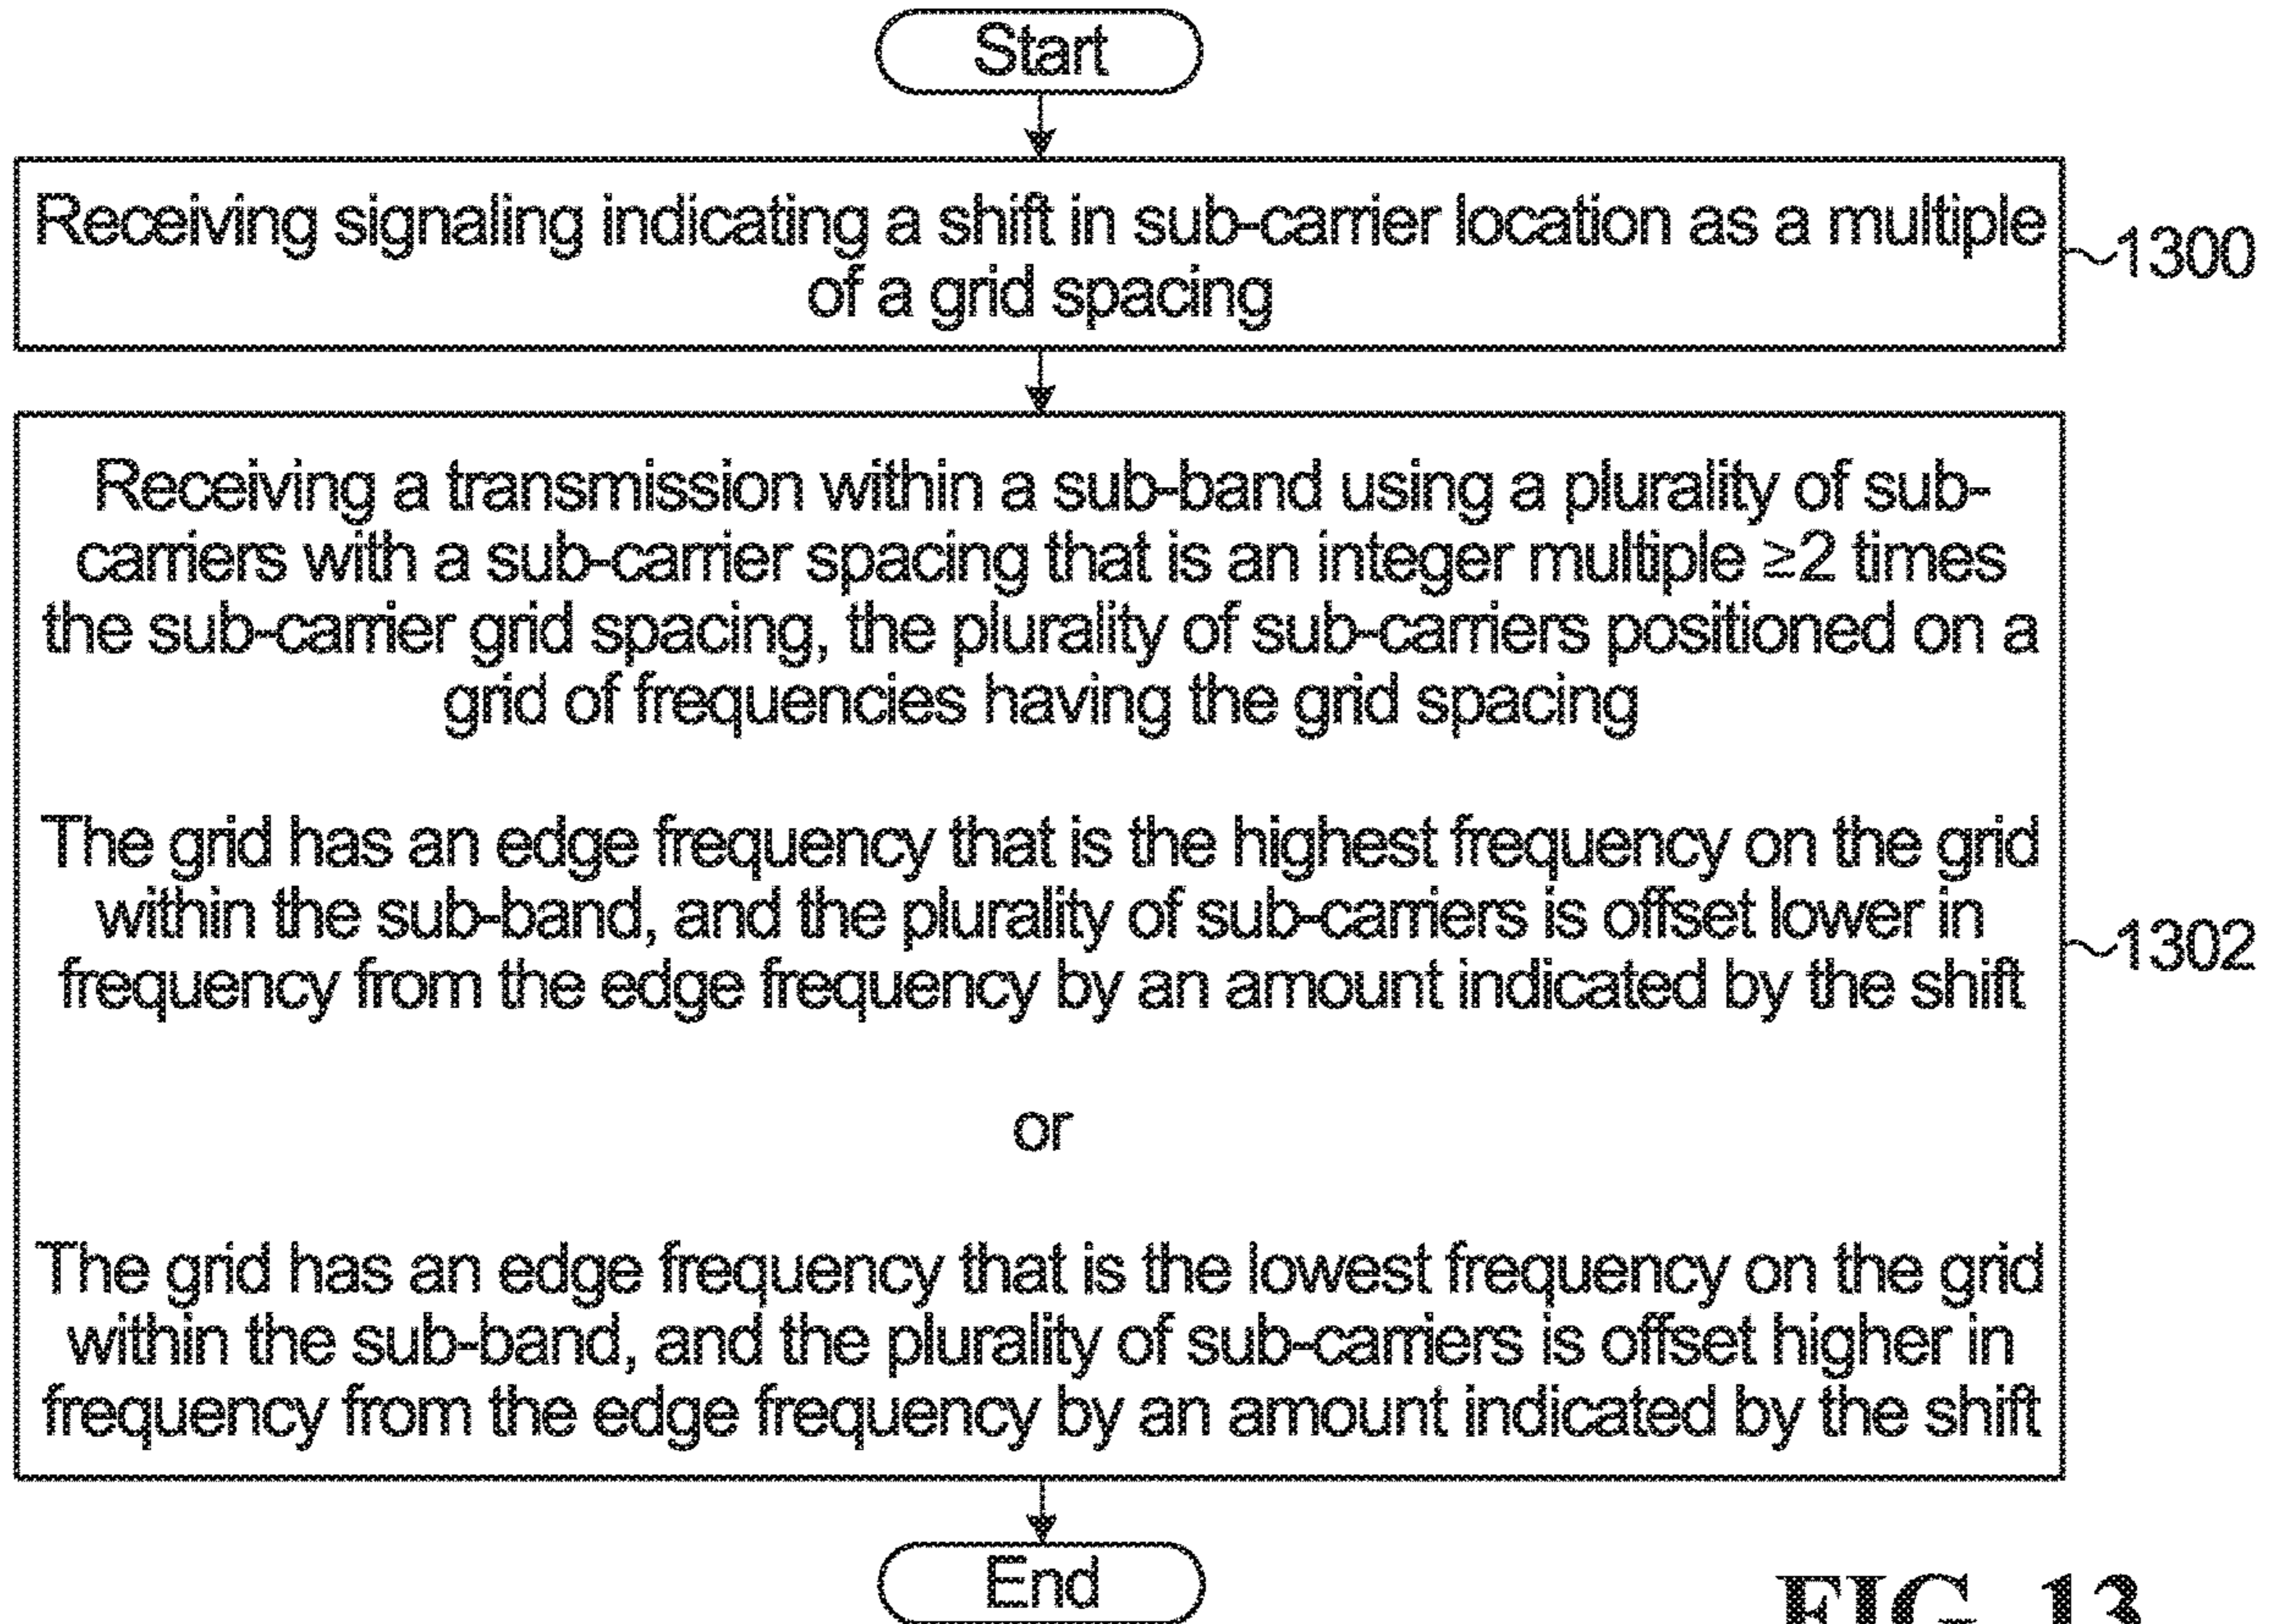 Start
Receiving signaling indicating a shift in sub-carrier location as a multiple
of a grid spacing
1300
Receiving a transmission within a sub-band using a plurality of sub-
carriers with a sub-carrier spacing that is an integer multiple ≥2 times
the sub-carrier grid spacing, the plurality of sub-carriers positioned on a
grid of frequencies having the grid spacing
The grid has an edge frequency that is the highest frequency on the grid
within the sub-band, and the plurality of sub-carriers is offset lower in
frequency from the edge frequency by an amount indicated by the shift
1302
or
The grid has an edge frequency that is the lowest frequency on the grid
within the sub-band, and the plurality of sub-carriers is offset higher in
frequency from the edge frequency by an amount indicated by the shift
End
FIG. 13